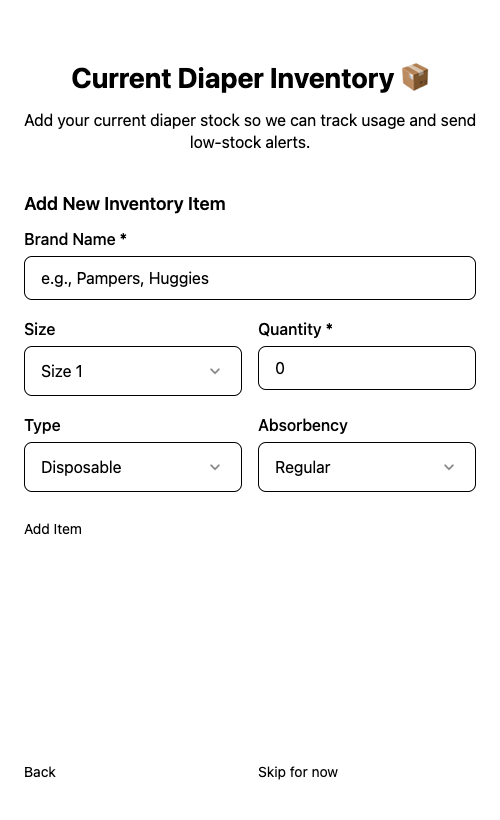 Current Diaper Inventory 📦
Add your current diaper stock so we can track usage and send
low-stock alerts.
Add New Inventory Item
Brand Name *
e.g., Pampers, Huggies
Size
Quantity *
Size 1
0
Type
Absorbency
Disposable
Regular
Add Item
Back
Skip for now